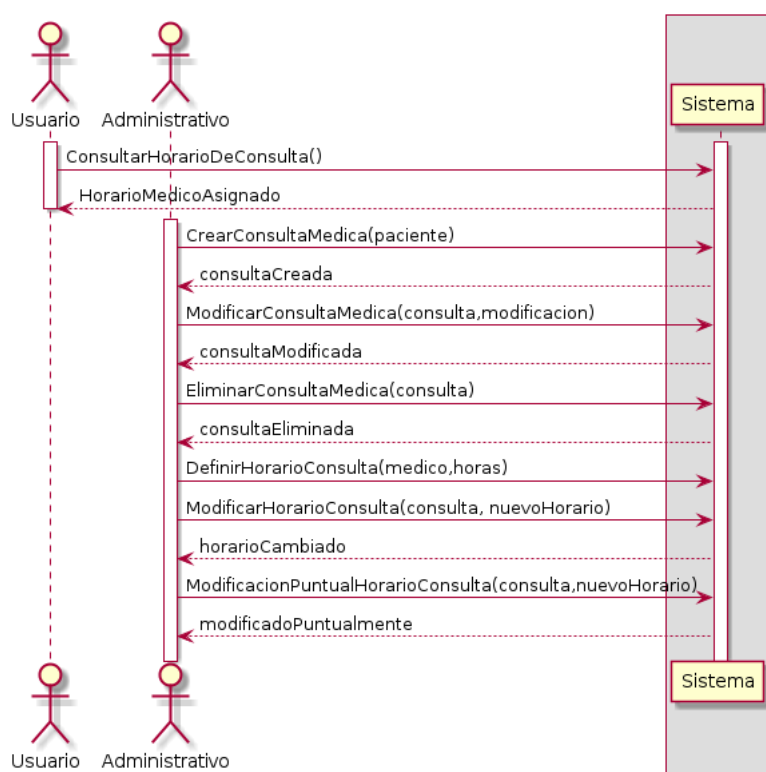 Usuario
Administrativo
Sistema
ConsultarHorarioDeConsulta()
HorarioMedicoAsignado
CrearConsultaMedica(paciente)
consultaCreada
ModificarConsultaMedica(consulta,modificacion)
consultaModificada
EliminarConsultaMedica(consulta)
consultaEliminada
DefinirHorarioConsulta(medico,horas)
ModificarHorarioConsulta(consulta, nuevoHorario)
horarioCambiado
ModificacionPuntualHorarioConsulta(consulta,nuevoHorario)
modificadoPuntualmente
Sistema
Usuario
Administrativo